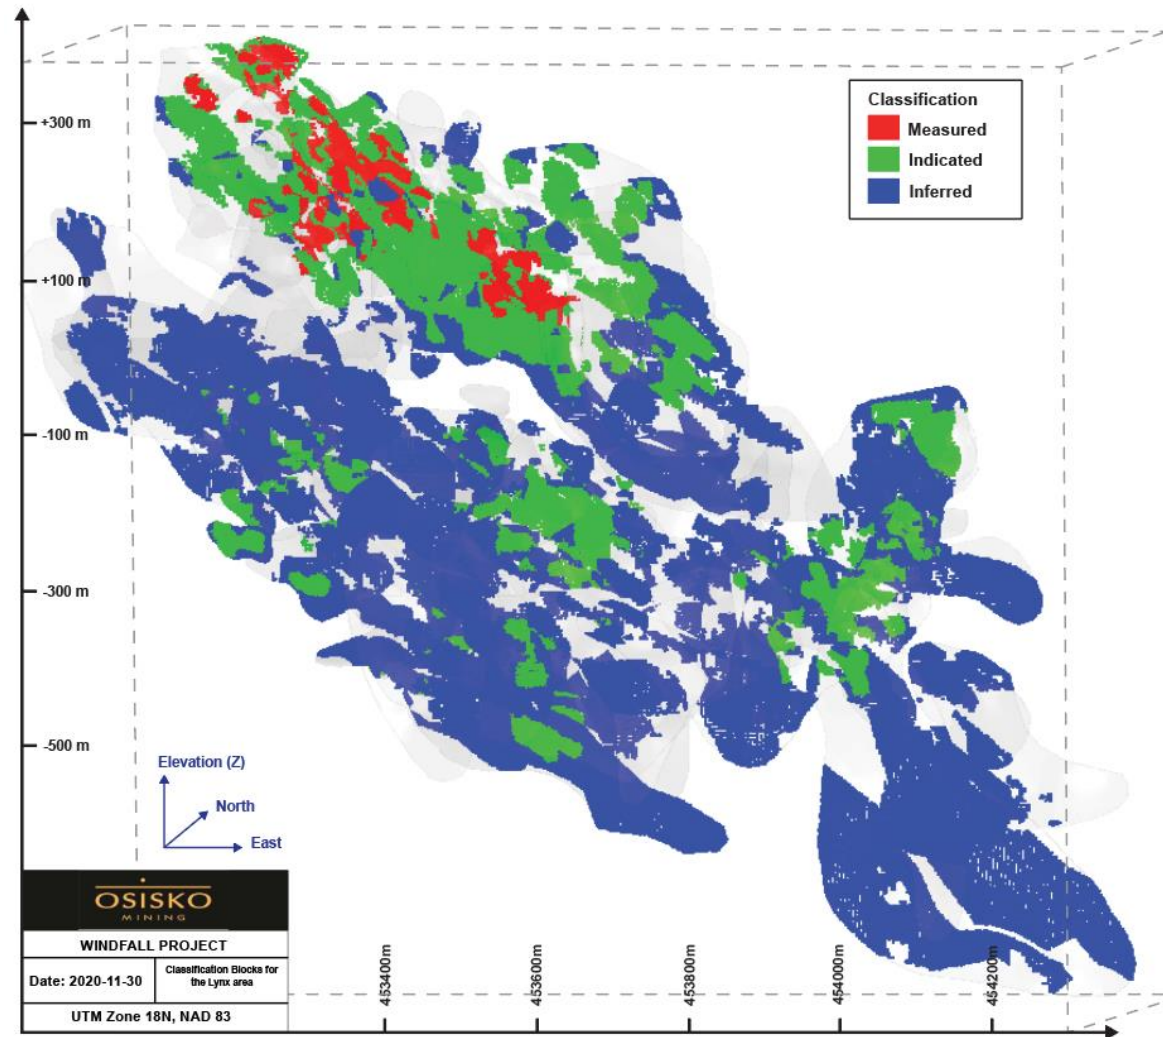 Classification
Measured
Indicated
Inferred
+300 m
+100 m
-100 m
-300 m
-500 m
Elevation (Z)
North
East
OSISKO
MINING
WINDFALL PROJECT
Date: 2020-11-30
Classification Blocks for
the Lynx area
UTM Zone 18N, NAD 83
453400m
453600m
453800m
454000m
454200m